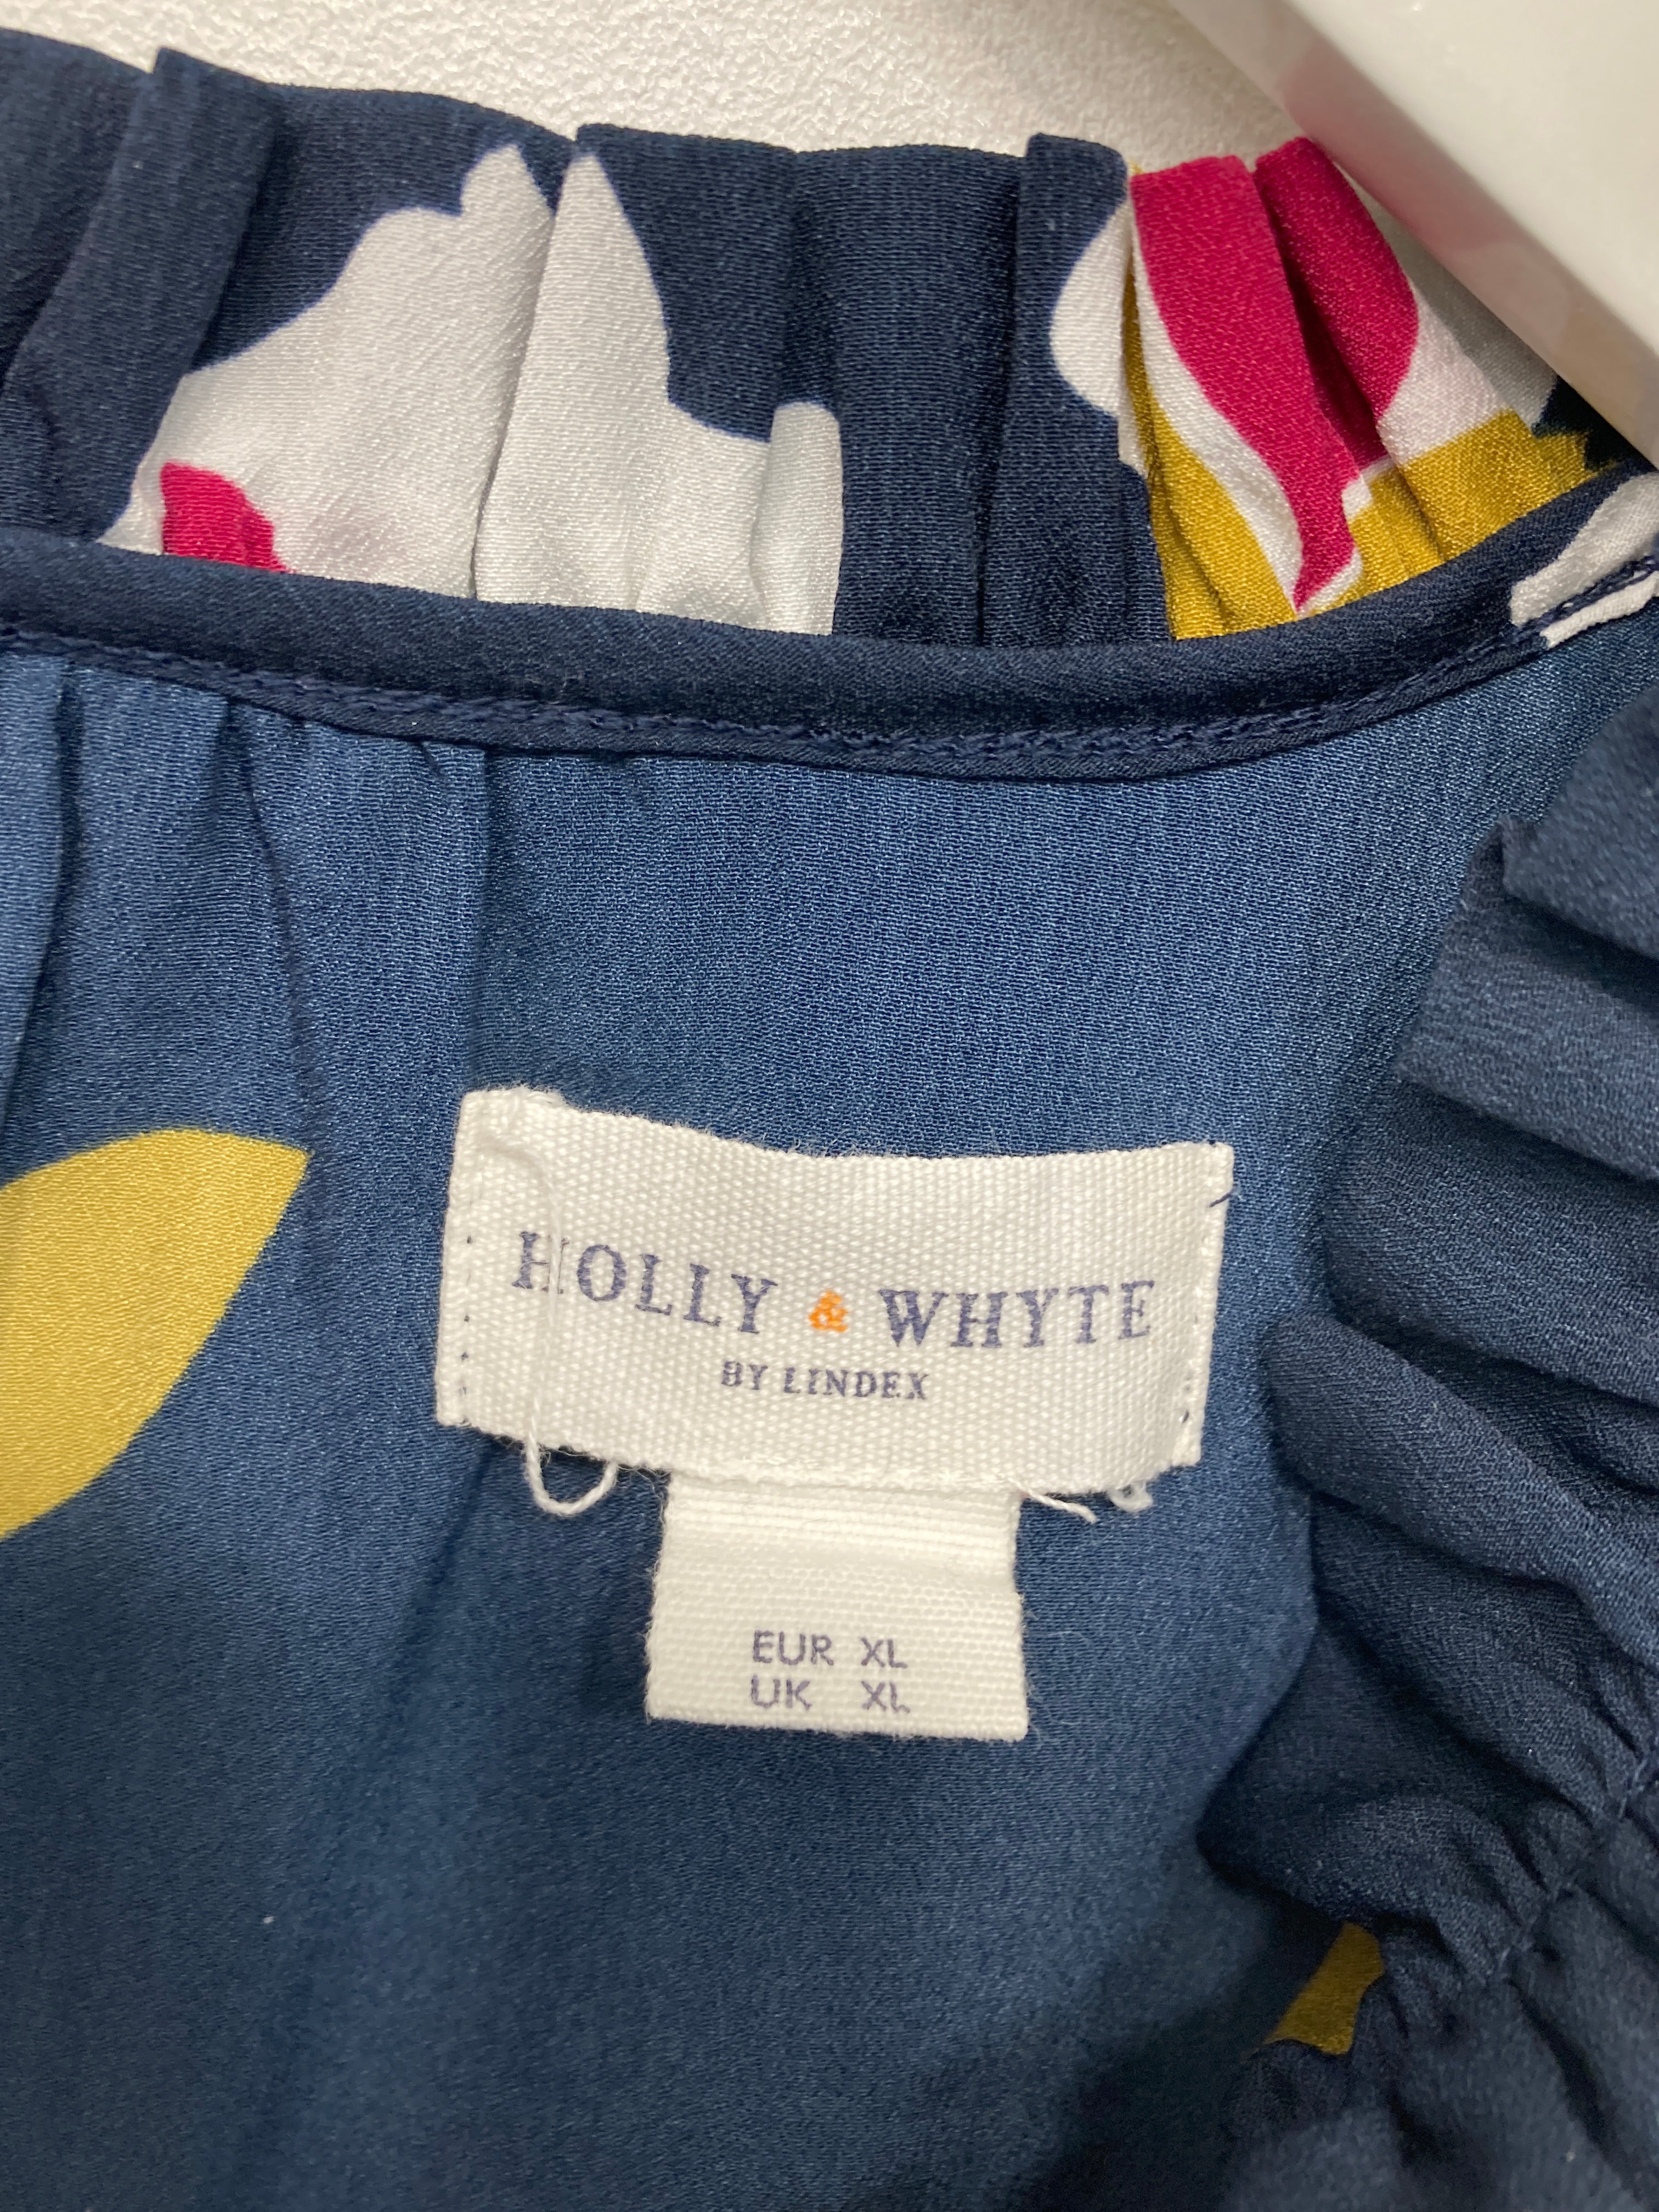 HOLLY & WHYTE
BY LINDEX
EUR XL
UK XL